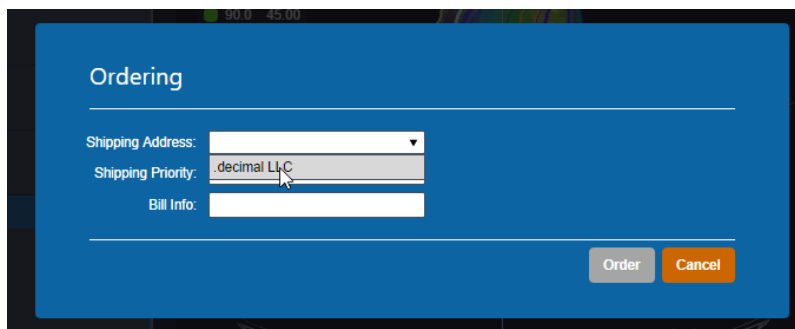 90.0 45.00
Ordering
Shipping Address:
.decimal LLC
Shipping Priority:
Bill Info:
Order Cancel